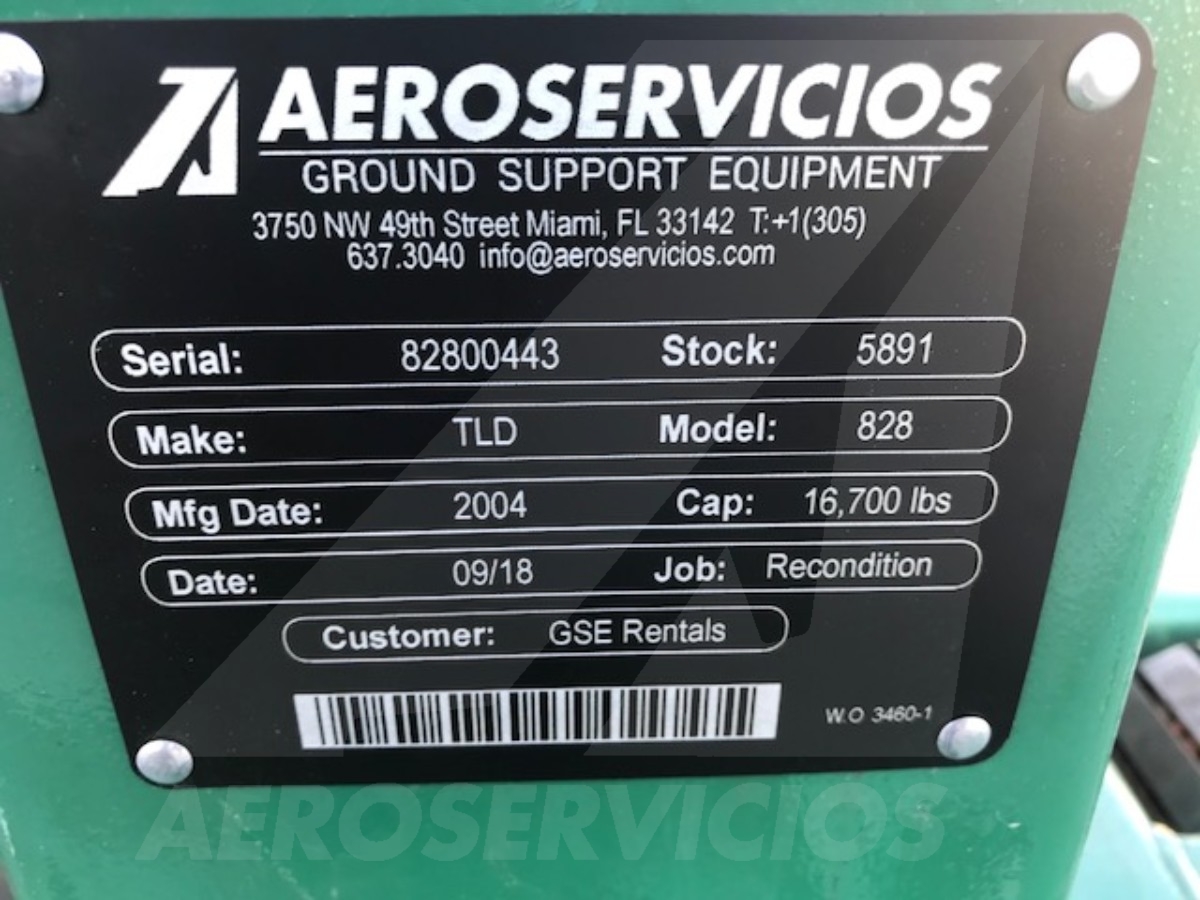 AEROSERVICIOS
GROUND SUPPORT EQUIPMENT
3750 NW 49th Street Miami, FL 33142 T:+1(305)
637.3040 info@aeroservicios.com
Serial: 82800443 Stock: 5891
Make: TLD Model: 828
Mfg Date: 2004 Cap: 16,700 lbs
Date: 09/18 Job: Recondition
Customer: GSE Rentals
W.O 3460-1
AEROSERVICIOS